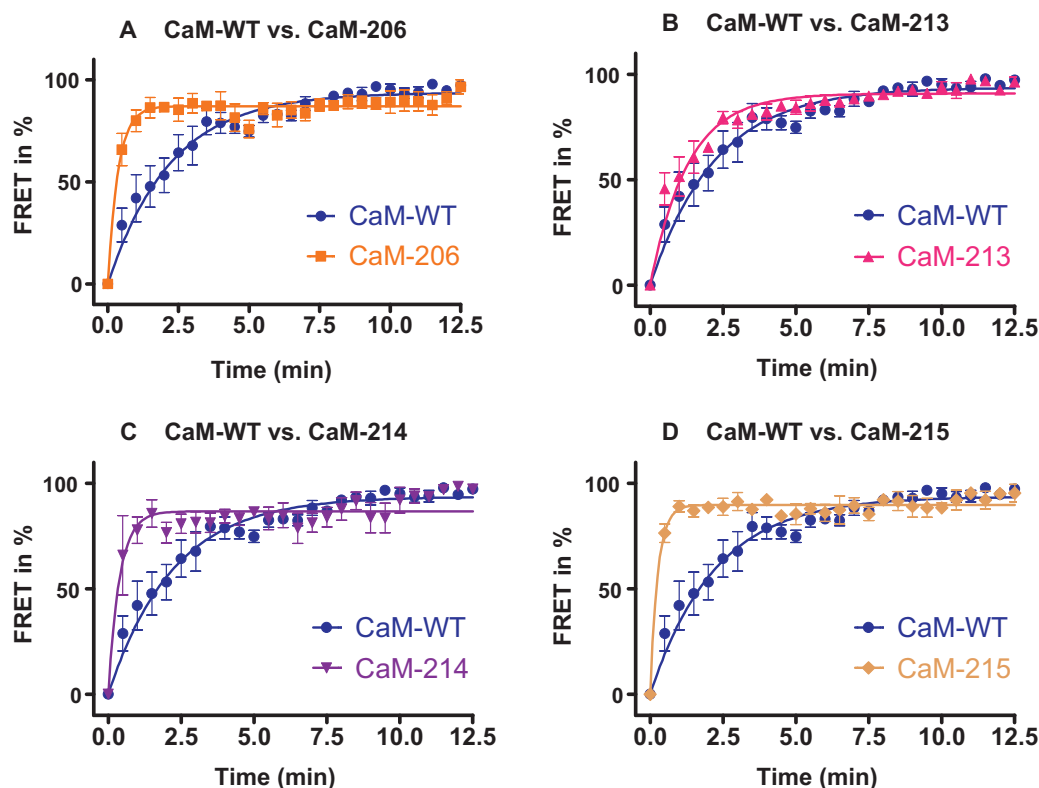 A CaM-WT vs. CaM-206
FRET in %
100
50
0
CaM-WT
CaM-206
0.0 2.5 5.0 7.5 10.0 12.5
Time (min)
B CaM-WT vs. CaM-213
FRET in %
100
50
0
CaM-WT
CaM-213
0.0 2.5 5.0 7.5 10.0 12.5
Time (min)
C CaM-WT vs. CaM-214
FRET in %
100
50
0
CaM-WT
CaM-214
0.0 2.5 5.0 7.5 10.0 12.5
Time (min)
D CaM-WT vs. CaM-215
FRET in %
100
50
0
CaM-WT
CaM-215
0.0 2.5 5.0 7.5 10.0 12.5
Time (min)